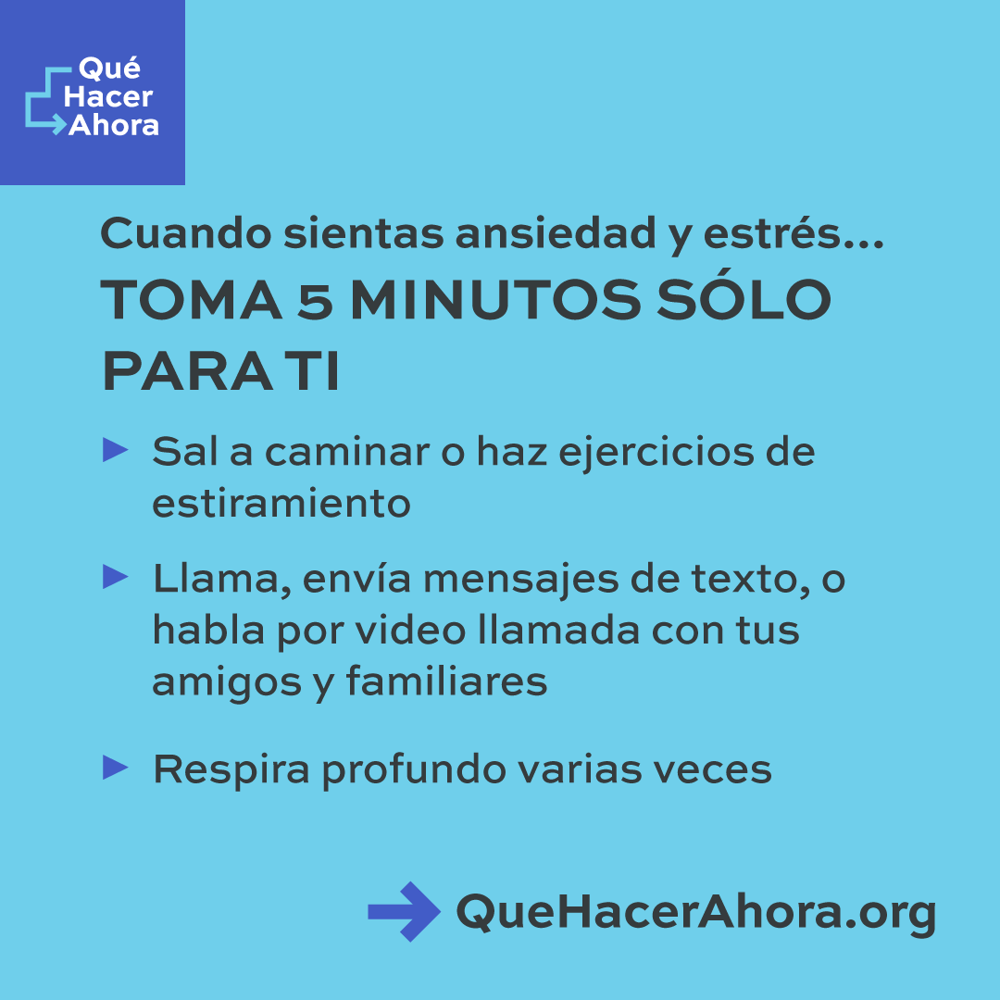 Qué
Hacer
Ahora
Cuando sientas ansiedad y estrés...
TOMA 5 MINUTOS SÓLO
PARA TI
► Sal a caminar o haz ejercicios de
estiramiento
► Llama, envía mensajes de texto, o
habla por video llamada con tus
amigos y familiares
► Respira profundo varias veces
QueHacerAhora.org